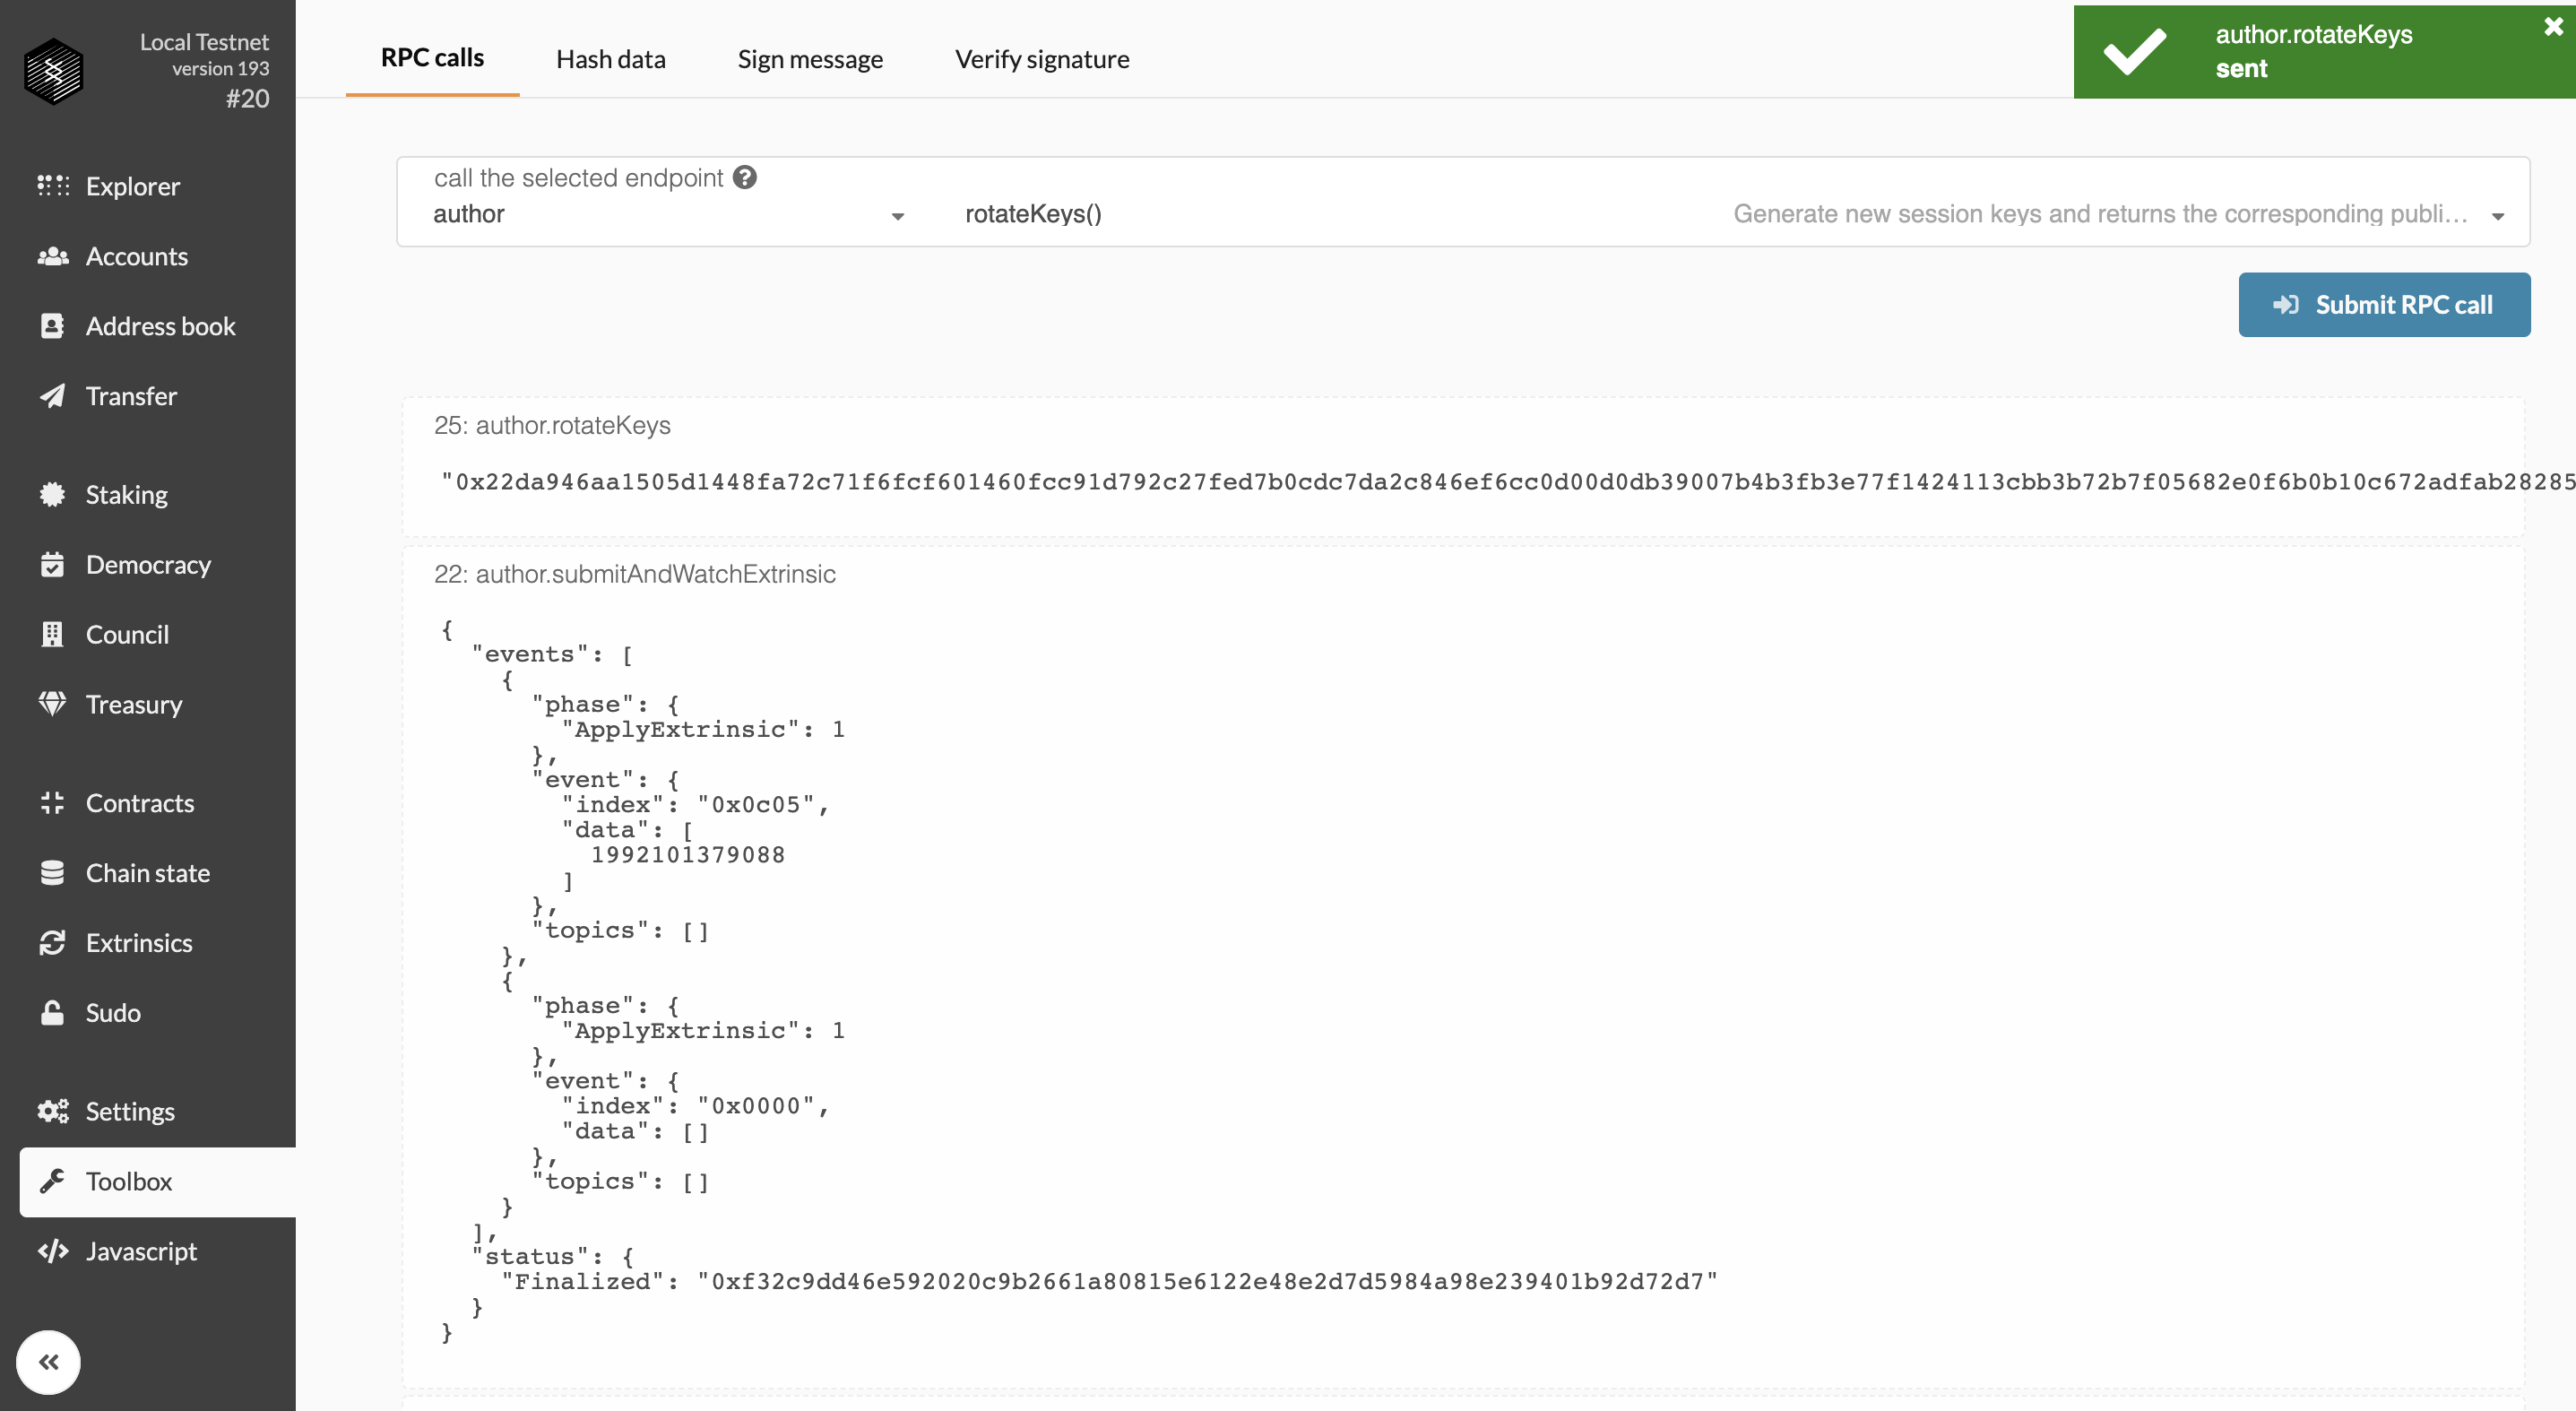 Local Testnet
version 193
#20
Explorer
Accounts
Address book
Transfer
Staking
Democracy
Council
Treasury
Contracts
Chain state
Extrinsics
Sudo
Settings
Toolbox
Javascript
RPC calls
Hash data
Sign message
Verify signature
author.rotateKeys
sent
call the selected endpoint
author
rotateKeys()
Generate new session keys and returns the corresponding publi...
Submit RPC call
25: author.rotateKeys
"0x22da946aa1505d1448fa72c71f6fcf601460fcc91d792c27fed7b0cdc7da2c846ef6cc0d00d0db39007b4b3fb3e77f1424113cbb3b72b7f05682e0f6b0b10c672adfab28285
22: author.submitAndWatchExtrinsic
{
"events": [
{
"phase": {
"ApplyExtrinsic": 1
},
"event": {
"index": "0x0c05",
"data": [
1992101379088
]
},
"topics": []
},
{
"phase": {
"ApplyExtrinsic": 1
},
"event": {
"index": "0x0000",
"data": []
},
"topics": []
}
],
"status": {
"Finalized": "0xf32c9dd46e592020c9b2661a80815e6122e48e2d7d5984a98e239401b92d72d7"
}
}